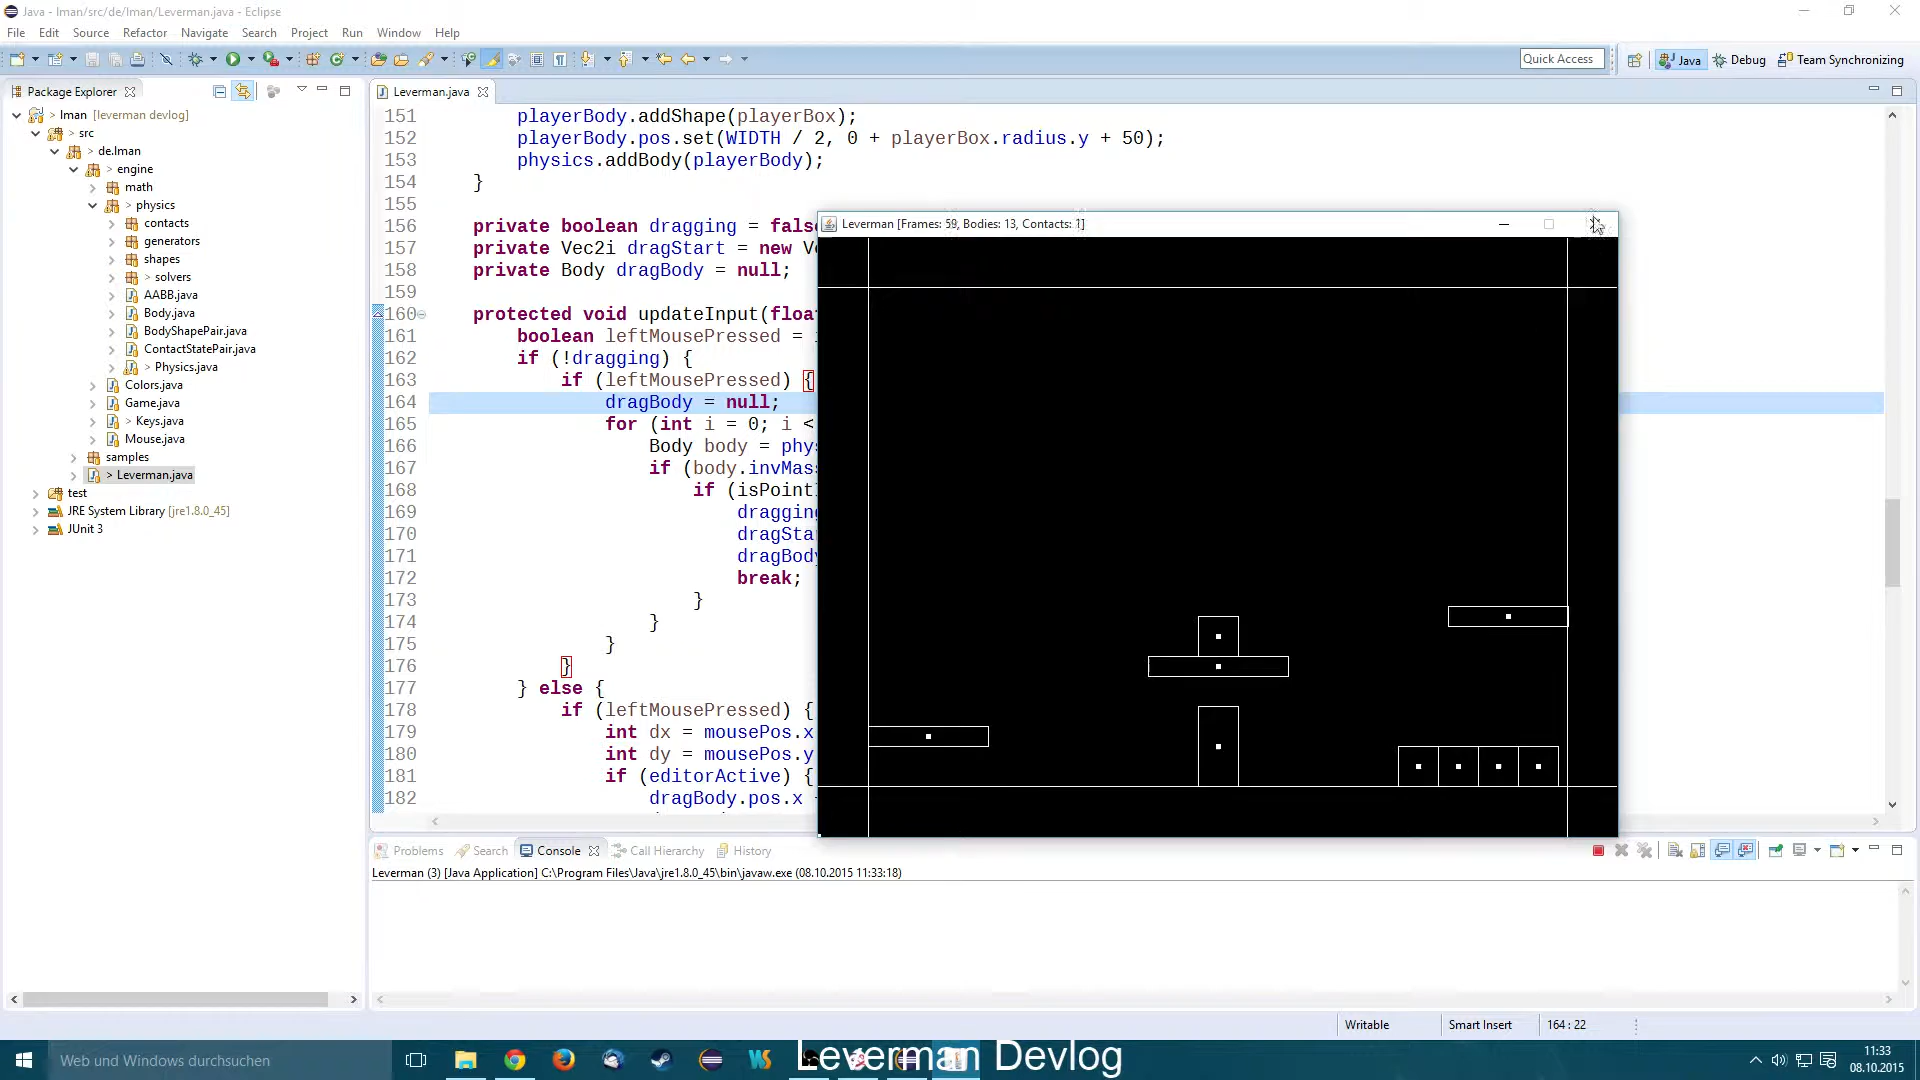 Java - lman/src/de/lman/Leverman.java - Eclipse
File Edit Source Refactor Navigate Search Project Run Window Help
Quick Access
Java
Debug
Team Synchronizing
Package Explorer
> lman [leverman devlog]
> src
> de.lman
> engine
math
> physics
contacts
generators
shapes
> solvers
AABB.java
Body.java
BodyShapePair.java
ContactStatePair.java
> Physics.java
Colors.java
Game.java
> Keys.java
Mouse.java
samples
> Leverman.java
test
JRE System Library [jre1.8.0_45]
JUnit 3
Leverman.java
151 playerBody.addShape(playerBox);
152 playerBody.pos.set(WIDTH / 2, 0 + playerBox.radius.y + 50);
153 physics.addBody(playerBody);
154 }
155
156 private boolean dragging = fals
157 private Vec2i dragStart = new V
158 private Body dragBody = null;
159
160 protected void updateInput(floa
161 boolean leftMousePressed =
162 if (!dragging) {
163 if (leftMousePressed) {
164 dragBody = null;
165 for (int i = 0; i <
166 Body body = phys
167 if (body.invMas
168 if (isPoint
169 dragging
170 dragSta
171 dragBody
172 break;
173 }
174 }
175 }
176 }
177 } else {
178 if (leftMousePressed) {
179 int dx = mousePos.x
180 int dy = mousePos.y
181 if (editorActive) {
182 dragBody.pos.x
Leverman [Frames: 59, Bodies: 13, Contacts: 7]
Problems Search Console Call Hierarchy History
Leverman (3) [Java Application] C:\Program Files\Java\jre1.8.0_45\bin\javaw.exe (08.10.2015 11:33:18)
Writable
Smart Insert
164 : 22
Web und Windows durchsuchen
Leverman Devlog
11:33
08.10.2015